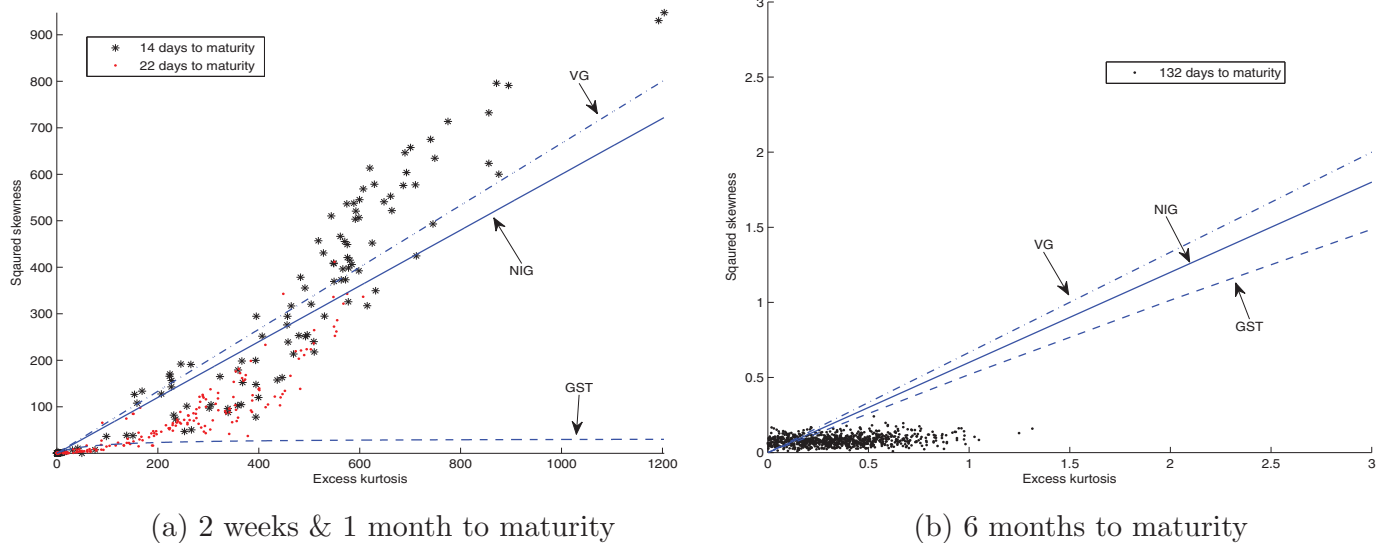 900
800
700
600
500
400
300
200
100
0
200
400
600
800
1000
1200
Sqaured skewness
Excess kurtosis
14 days to maturity
22 days to maturity
VG
NIG
GST
(a) 2 weeks & 1 month to maturity
3
2.5
2
1.5
1
0.5
0
0
0.5
1
1.5
2
2.5
3
Sqaured skewness
Excess kurtosis
132 days to maturity
VG
NIG
GST
(b) 6 months to maturity